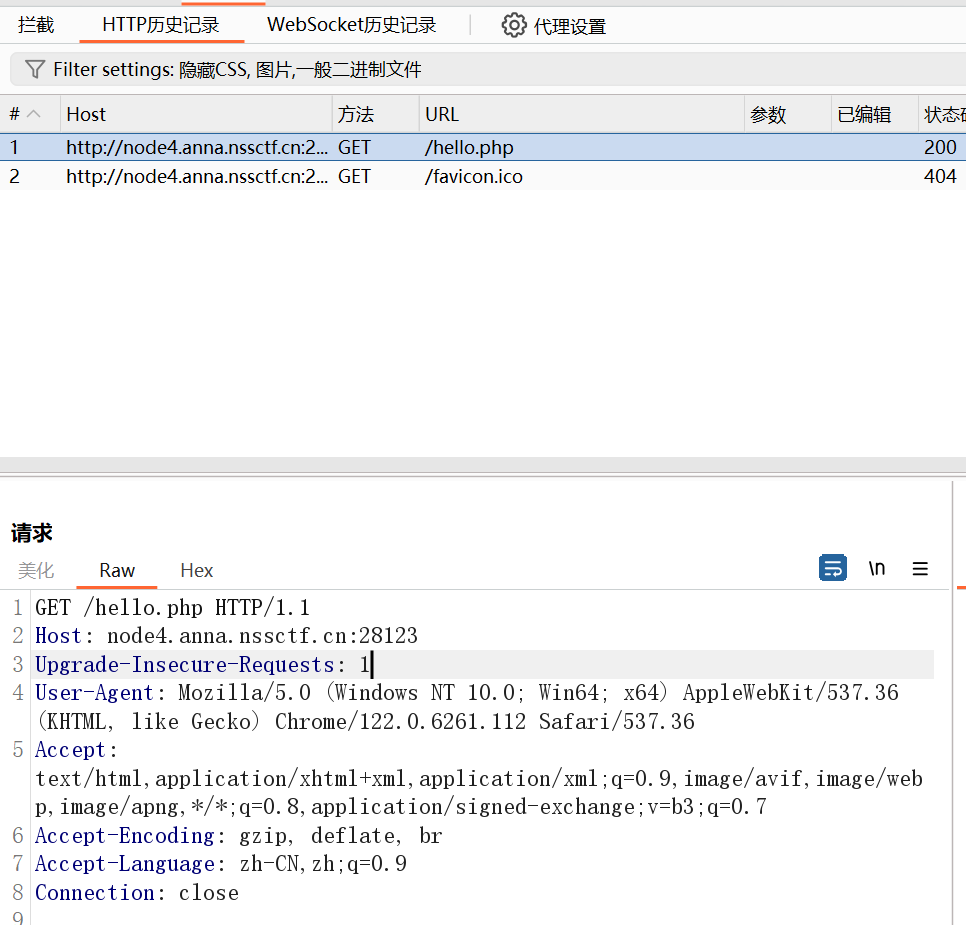 拦截 HTTP历史记录 WebSocket历史记录 代理设置
Filter settings: 隐藏CSS, 图片,一般二进制文件
# Host 方法 URL 参数 已编辑 状态
1 http://node4.anna.nssctf.cn:2... GET /hello.php 200
2 http://node4.anna.nssctf.cn:2... GET /favicon.ico 404
请求
美化 Raw Hex \n
1 GET /hello.php HTTP/1.1
2 Host: node4.anna.nssctf.cn:28123
3 Upgrade-Insecure-Requests: 1
4 User-Agent: Mozilla/5.0 (Windows NT 10.0; Win64; x64) AppleWebKit/537.36
(KHTML, like Gecko) Chrome/122.0.6261.112 Safari/537.36
5 Accept:
text/html,application/xhtml+xml,application/xml;q=0.9,image/avif,image/web
p,image/apng,*/*;q=0.8,application/signed-exchange;v=b3;q=0.7
6 Accept-Encoding: gzip, deflate, br
7 Accept-Language: zh-CN,zh;q=0.9
8 Connection: close
9